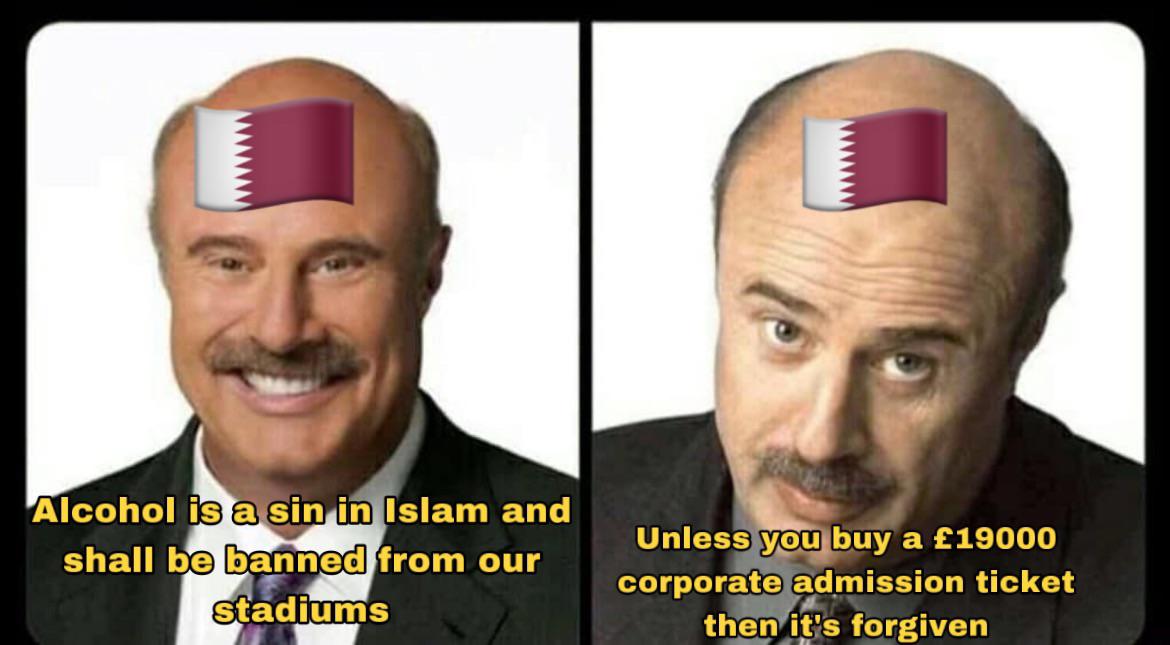 Alcohol is a sin in Islam and
shall be banned from our
stadiums
Unless you buy a £19000
corporate admission ticket
then it's forgiven